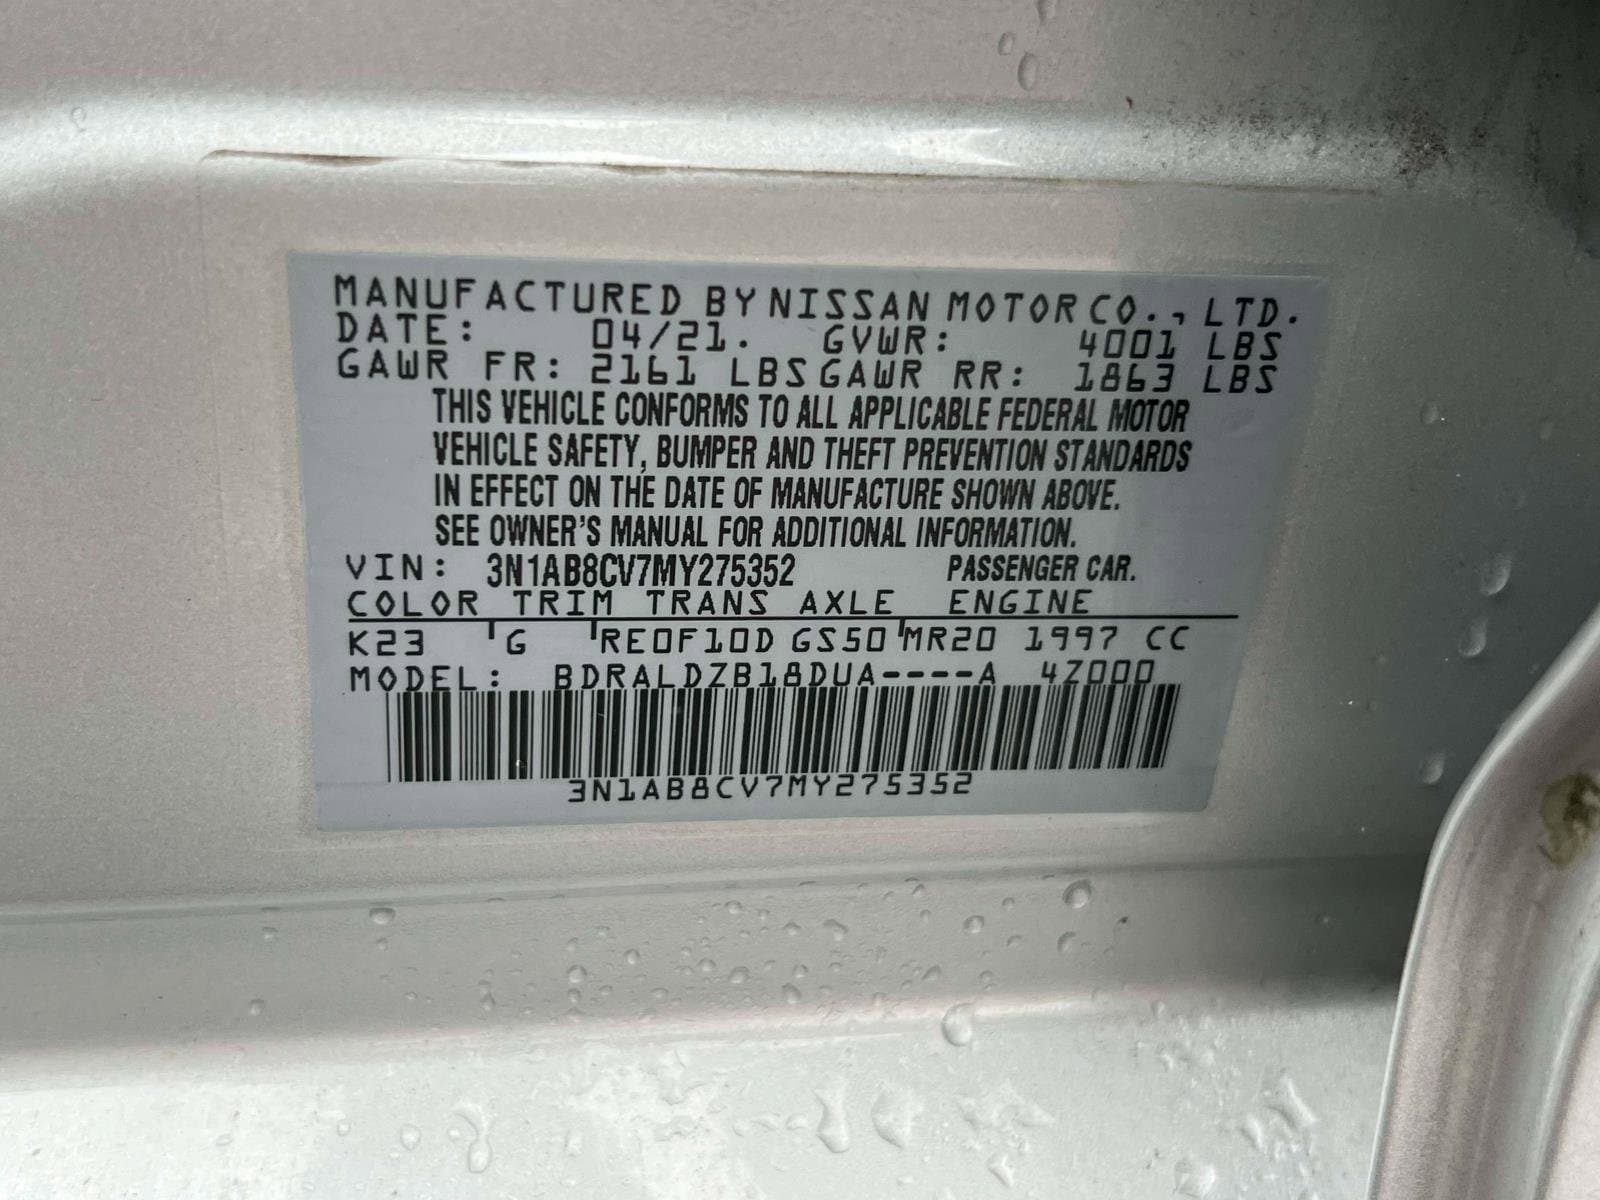 MANUFACTURED BY NISSAN MOTOR CO., LTD.
DATE: 04/21. GVWR: 4001 LBS
GAWR FR: 2161 LBS GAWR RR: 1863 LBS
THIS VEHICLE CONFORMS TO ALL APPLICABLE FEDERAL MOTOR
VEHICLE SAFETY, BUMPER AND THEFT PREVENTION STANDARDS
IN EFFECT ON THE DATE OF MANUFACTURE SHOWN ABOVE.
SEE OWNER'S MANUAL FOR ADDITIONAL INFORMATION.
VIN: 3N1AB8CV7MY275352 PASSENGER CAR.
COLOR TRIM TRANS AXLE ENGINE
K23 G RE0F10D GS50 MR20 1997 CC
MODEL: BDRALDZB18DUA----A 4Z000
3N1AB8CV7MY275352